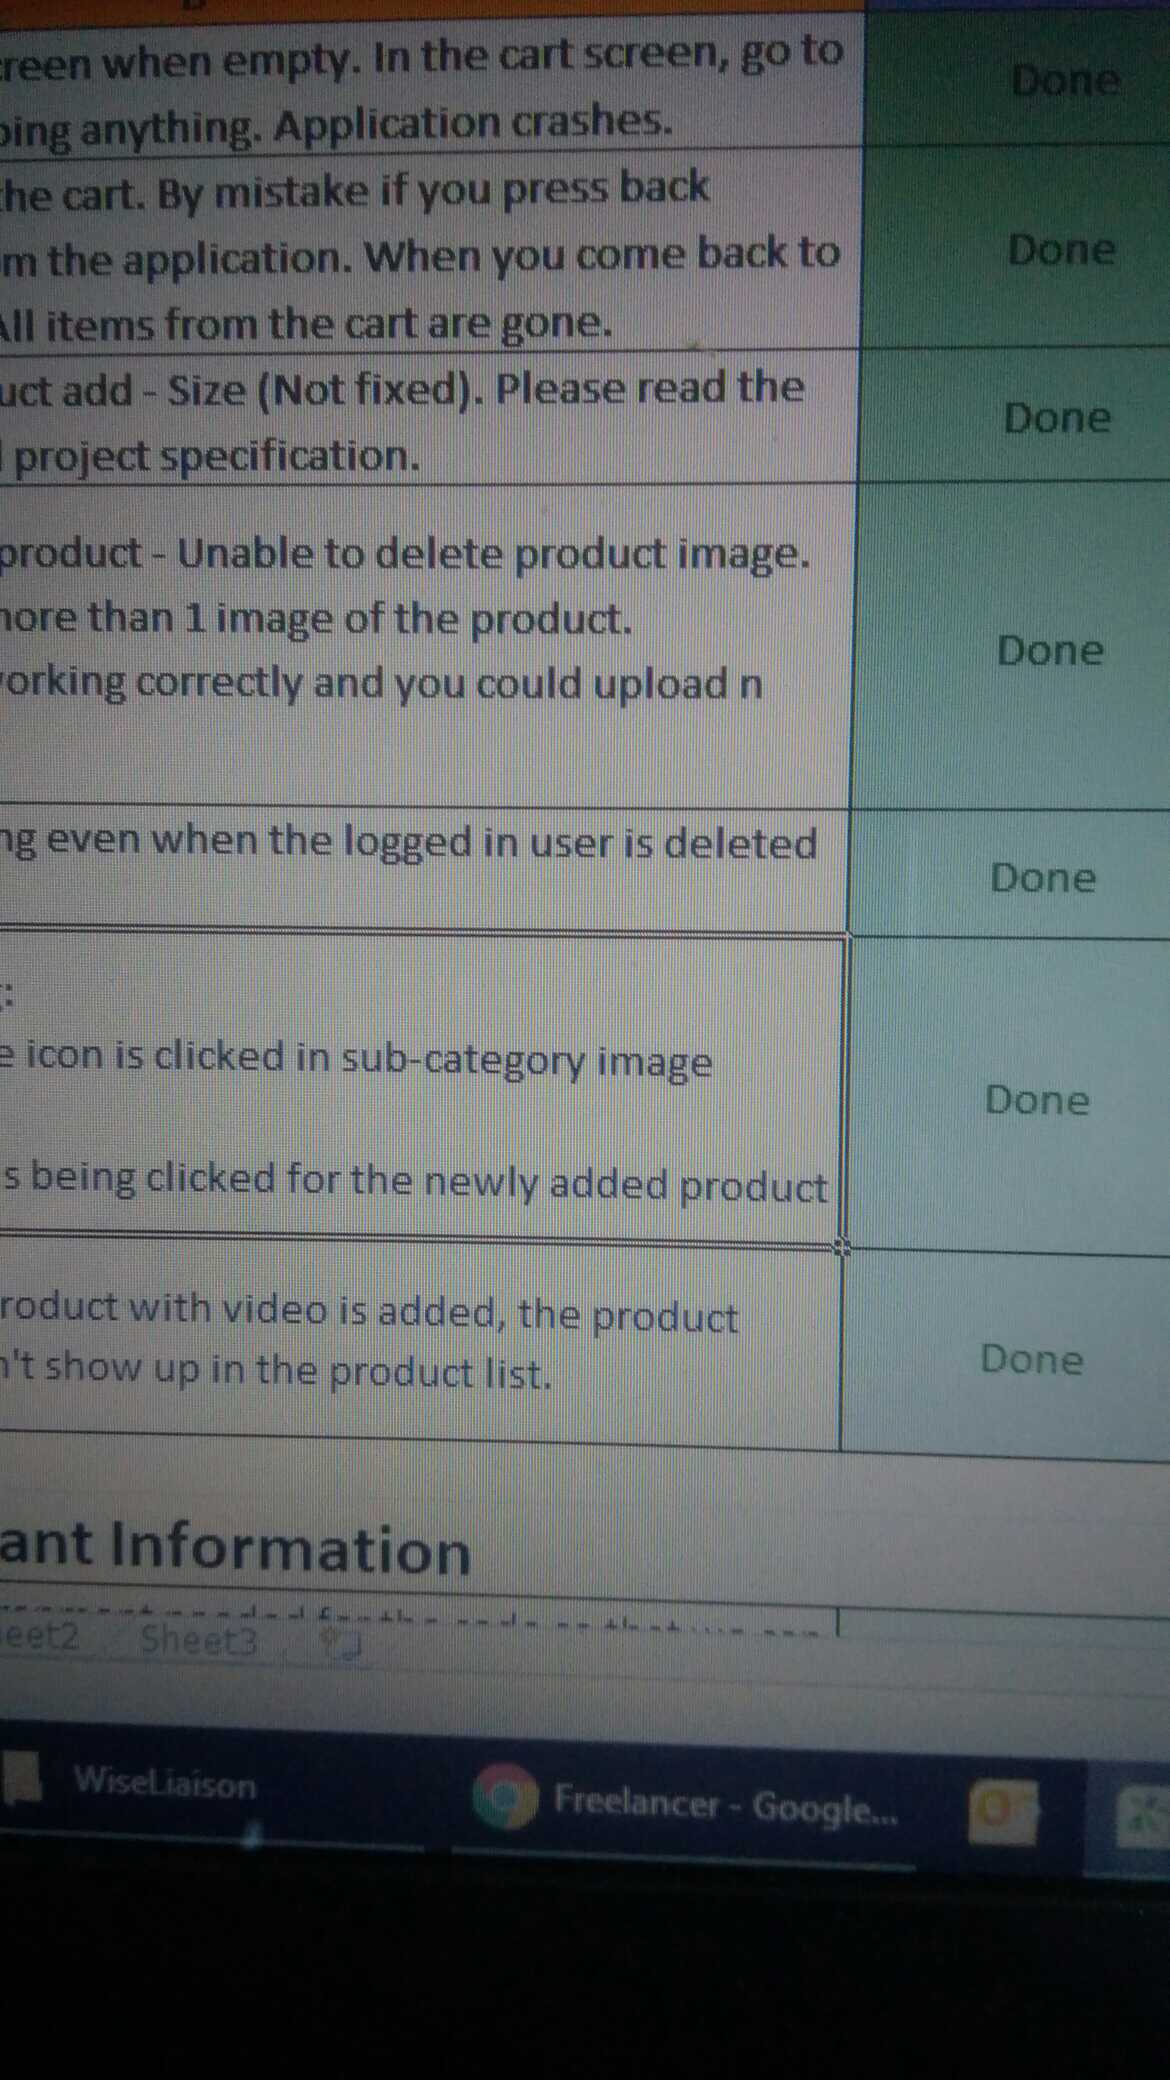 reen when empty. In the cart screen, go to
oing anything. Application crashes.
Done
he cart. By mistake if you press back
m the application. When you come back to
All items from the cart are gone.
Done
uct add - Size (Not fixed). Please read the
project specification.
Done
product - Unable to delete product image.
more than 1 image of the product.
orking correctly and you could upload n
Done
ng even when the logged in user is deleted
Done
:
e icon is clicked in sub-category image
s being clicked for the newly added product
Done
roduct with video is added, the product
n't show up in the product list.
Done
ant Information
eet2 Sheet3
WiseLiaison Freelancer - Google...